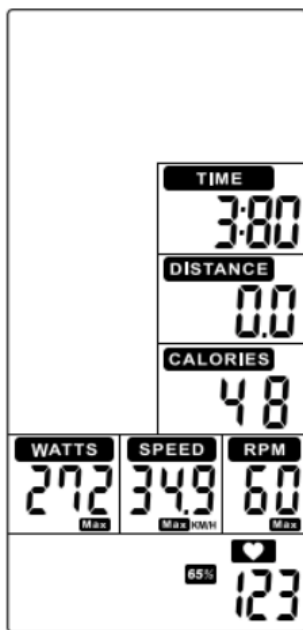 TIME
3:80
DISTANCE
0.0
CALORIES
48
WATTS SPEED RPM
272 34.9 60
Max Max KM/H Max
65%
123